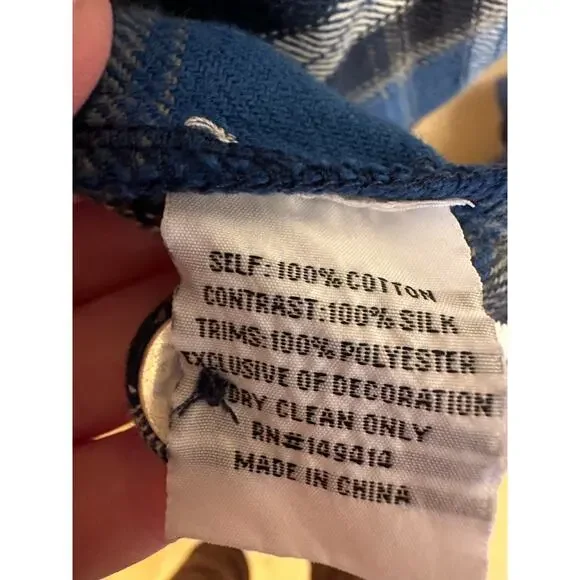 SELF:100% COTTON
CONTRAST:100% SILK
TRIMS:100% POLYESTER
EXCLUSIVE OF DECORATION
DRY CLEAN ONLY
RN#149414
MADE IN CHINA